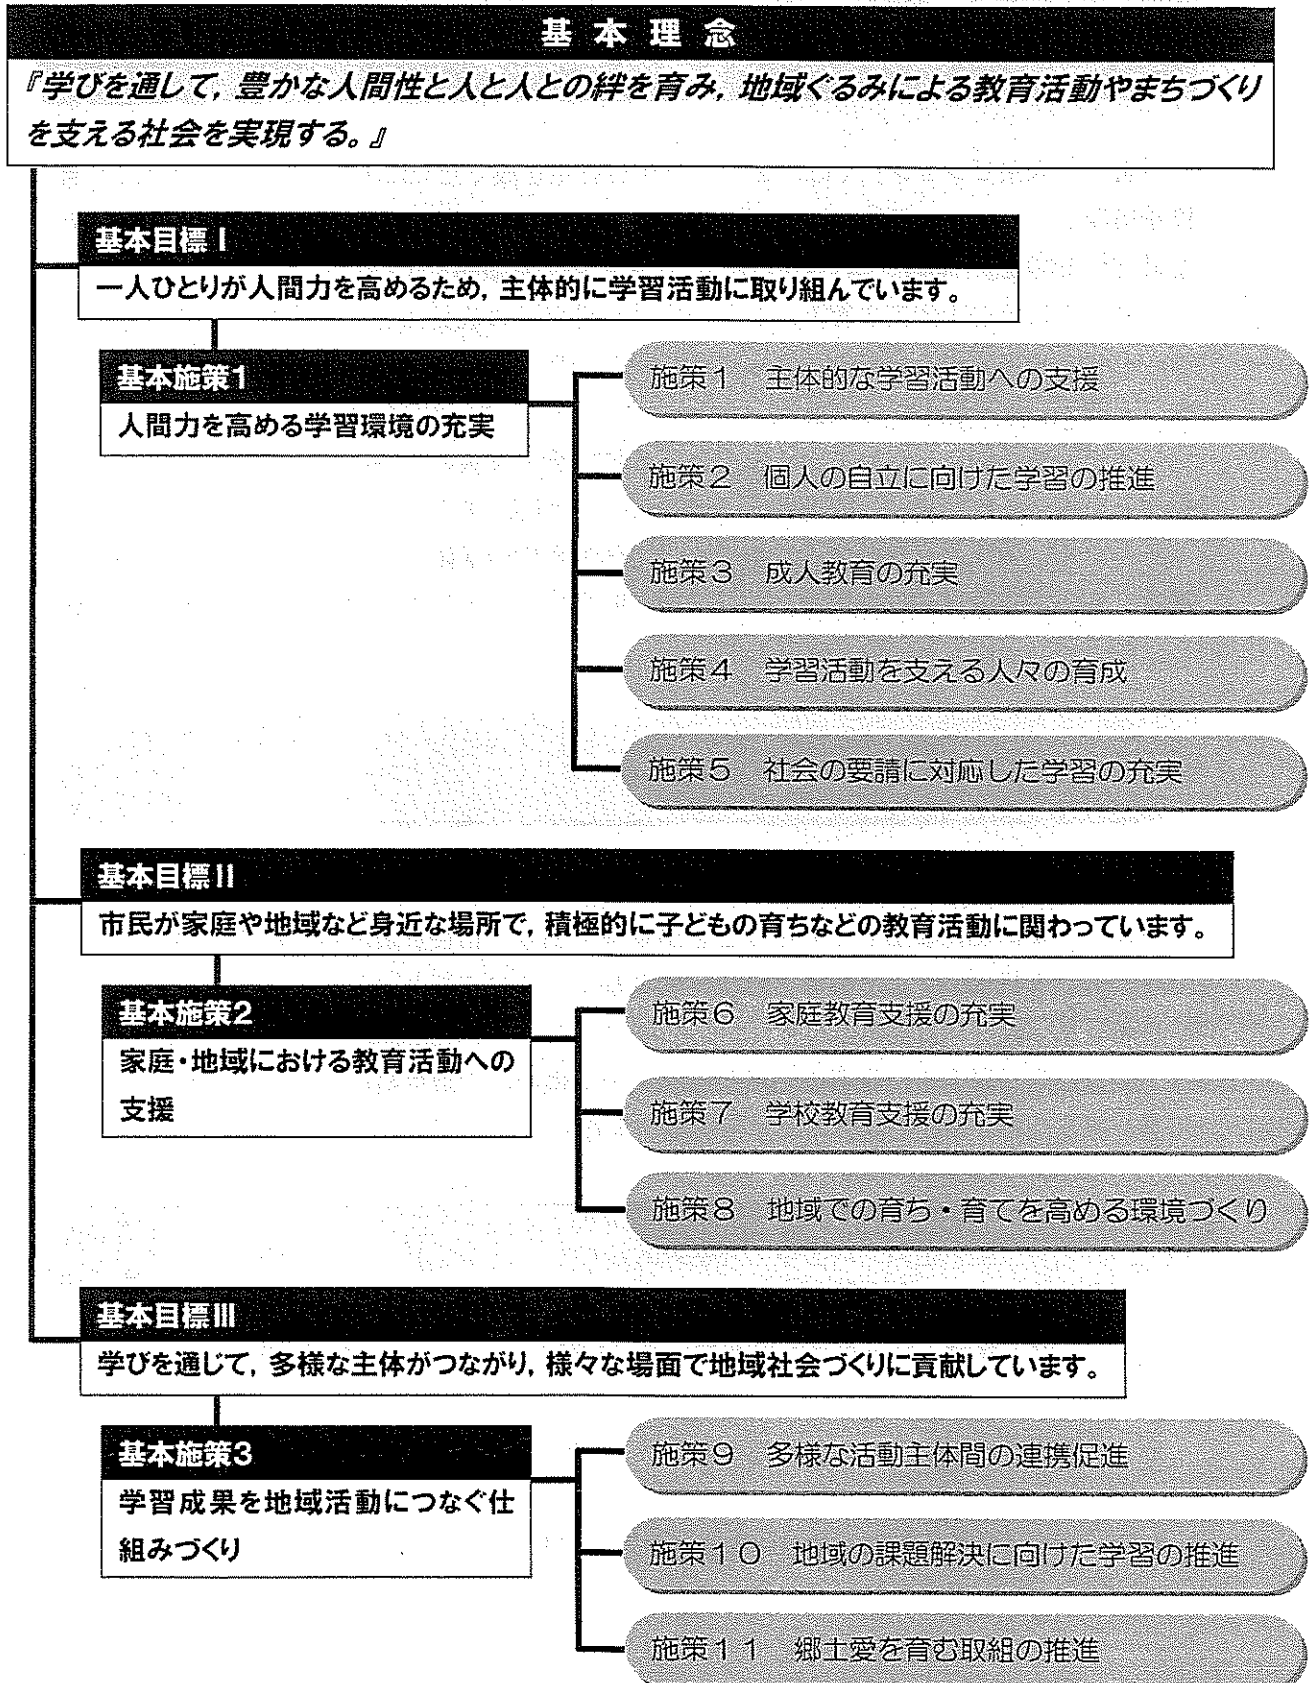 基本理念
『学びを通して，豊かな人間性と人と人との絆を育み，地域ぐるみによる教育活動やまちづくり
を支える社会を実現する。』
基本目標Ⅰ
一人ひとりが人間力を高めるため，主体的に学習活動に取り組んでいます。
基本施策1
人間力を高める学習環境の充実
施策１　主体的な学習活動への支援
施策２　個人の自立に向けた学習の推進
施策３　成人教育の充実
施策４　学習活動を支える人々の育成
施策５　社会の要請に対応した学習の充実
基本目標Ⅱ
市民が家庭や地域など身近な場所で，積極的に子どもの育ちなどの教育活動に関わっています。
基本施策2
家庭・地域における教育活動への
支援
施策６　家庭教育支援の充実
施策７　学校教育支援の充実
施策８　地域での育ち・育てを高める環境づくり
基本目標Ⅲ
学びを通じて，多様な主体がつながり，様々な場面で地域社会づくりに貢献しています。
基本施策3
学習成果を地域活動につなぐ仕
組みづくり
施策９　多様な活動主体間の連携促進
施策１０　地域の課題解決に向けた学習の推進
施策１１　郷土愛を育む取組の推進